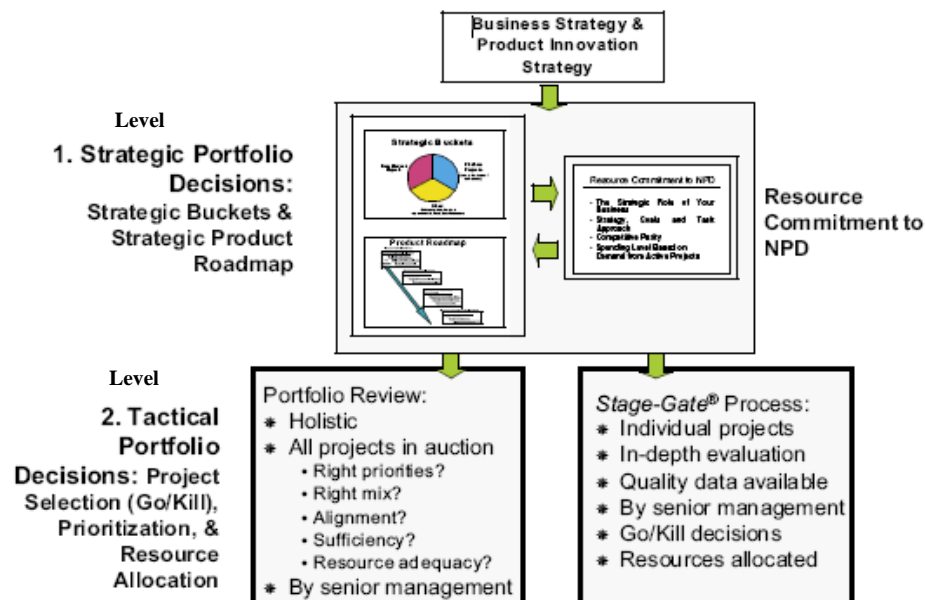 Business Strategy &
Product Innovation
Strategy
Level
1. Strategic Portfolio
Decisions:
Strategic Buckets &
Strategic Product
Roadmap
Strategic Buckets
Product Roadmap
Resource Commitment to NPD
- The Strategic Role of Your
Business
- Strategy, Goals and Task
Approach
- Competitive Parity
- Spending Level Based on
Demand from Active Projects
Resource
Commitment to
NPD
Level
2. Tactical
Portfolio
Decisions: Project
Selection (Go/Kill),
Prioritization, &
Resource
Allocation
Portfolio Review:
* Holistic
* All projects in auction
• Right priorities?
• Right mix?
• Alignment?
• Sufficiency?
• Resource adequacy?
* By senior management
Stage-Gate® Process:
* Individual projects
* In-depth evaluation
* Quality data available
* By senior management
* Go/Kill decisions
* Resources allocated